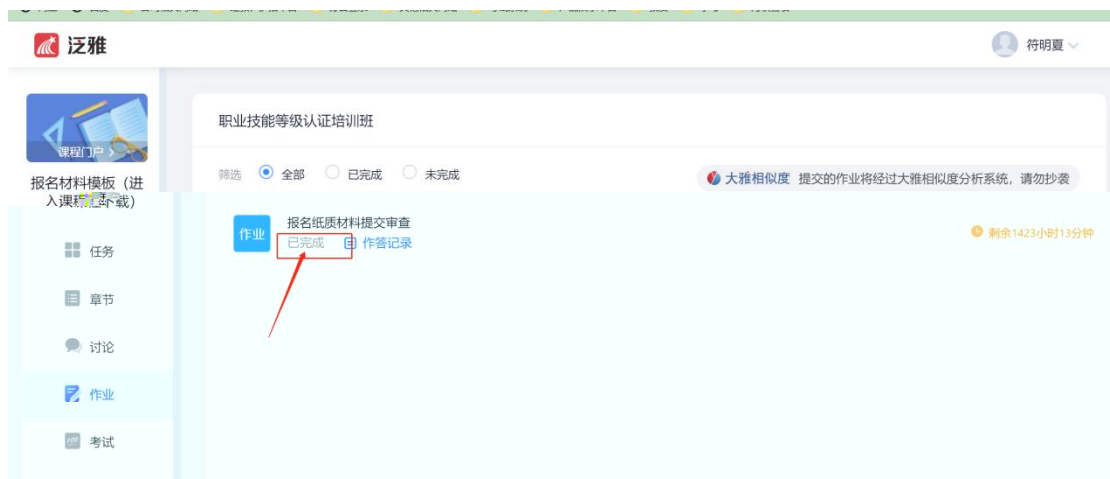 泛雅
符明夏
课程门户 >
报名材料模板（进
入课程下载）
任务
章节
讨论
作业
考试
职业技能等级认证培训班
筛选 全部 已完成 未完成
大雅相似度 提交的作业将经过大雅相似度分析系统，请勿抄袭
作业
报名纸质材料提交审查
已完成 作答记录
剩余1423小时13分钟